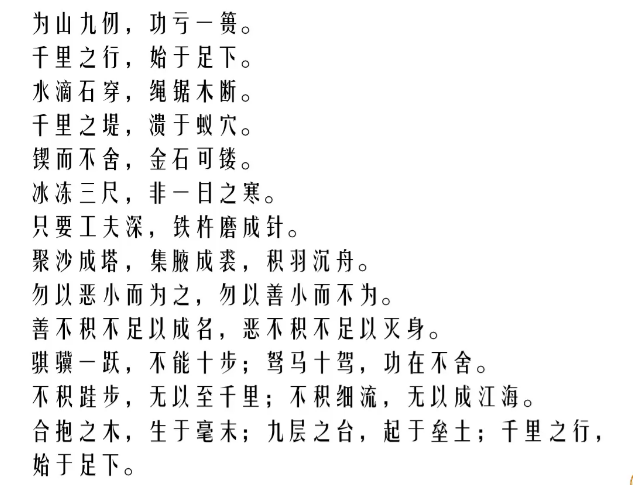 为山九仞，功亏一篑。
千里之行，始于足下。
水滴石穿，绳锯木断。
千里之堤，溃于蚁穴。
锲而不舍，金石可镂。
冰冻三尺，非一日之寒。
只要工夫深，铁杵磨成针。
聚沙成塔，集腋成裘，积羽沉舟。
勿以恶小而为之，勿以善小而不为。
善不积不足以成名，恶不积不足以灭身。
骐骥一跃，不能十步；驽马十驾，功在不舍。
不积跬步，无以至千里；不积细流，无以成江海。
合抱之木，生于毫末；九层之台，起于垒土；千里之行，
始于足下。